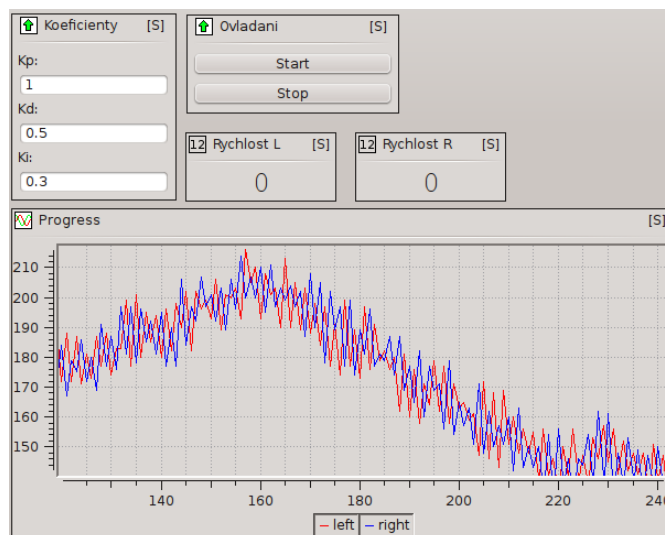 Koeficienty [S]
Kp:
1
Kd:
0.5
Ki:
0.3
Ovladani [S]
Start
Stop
12 Rychlost L [S]
0
12 Rychlost R [S]
0
Progress [S]
210
200
190
180
170
160
150
140 160 180 200 220 240
left right